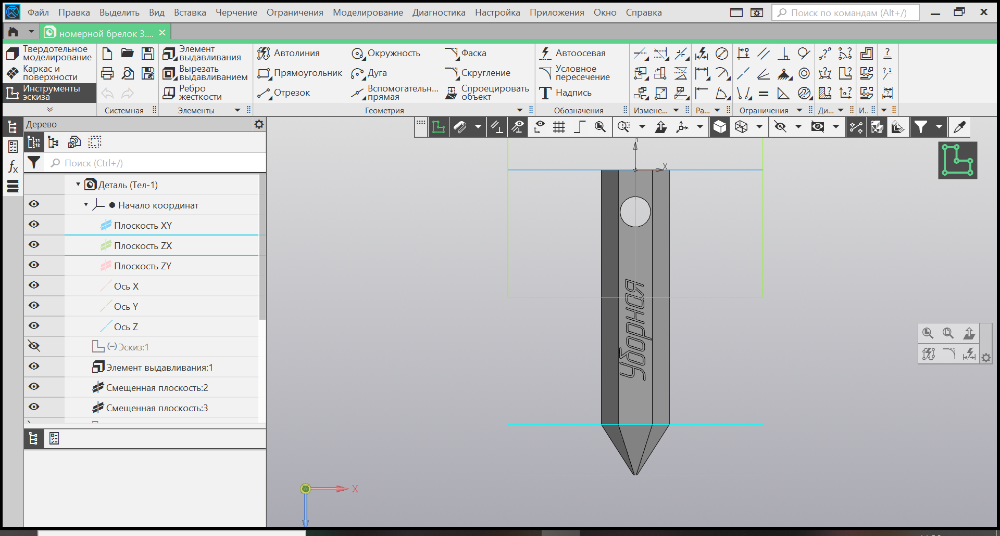 Файл Правка Выделить Вид Вставка Черчение Ограничения Моделирование Диагностика Настройка Приложения Окно Справка
Поиск по командам (Alt+/)
номерной брелок 3....
Твердотельное моделирование
Каркас и поверхности
Инструменты эскиза
Системная
Элемент выдавливания
Вырезать выдавливанием
Ребро жесткости
Элементы
Автолиния
Прямоугольник
Отрезок
Окружность
Дуга
Вспомогательн... прямая
Фаска
Скругление
Спроецировать объект
Геометрия
Автоосевая
Условное пересечение
Надпись
Обозначения
Измене...
Ра...
Ограничения
Ди...
И..
Дерево
Поиск (Ctrl+/)
Деталь (Тел-1)
Начало координат
Плоскость XY
Плоскость ZX
Плоскость ZY
Ось X
Ось Y
Ось Z
(−)Эскиз:1
Элемент выдавливания:1
Смещенная плоскость:2
Смещенная плоскость:3
Y
X
Уборная
X